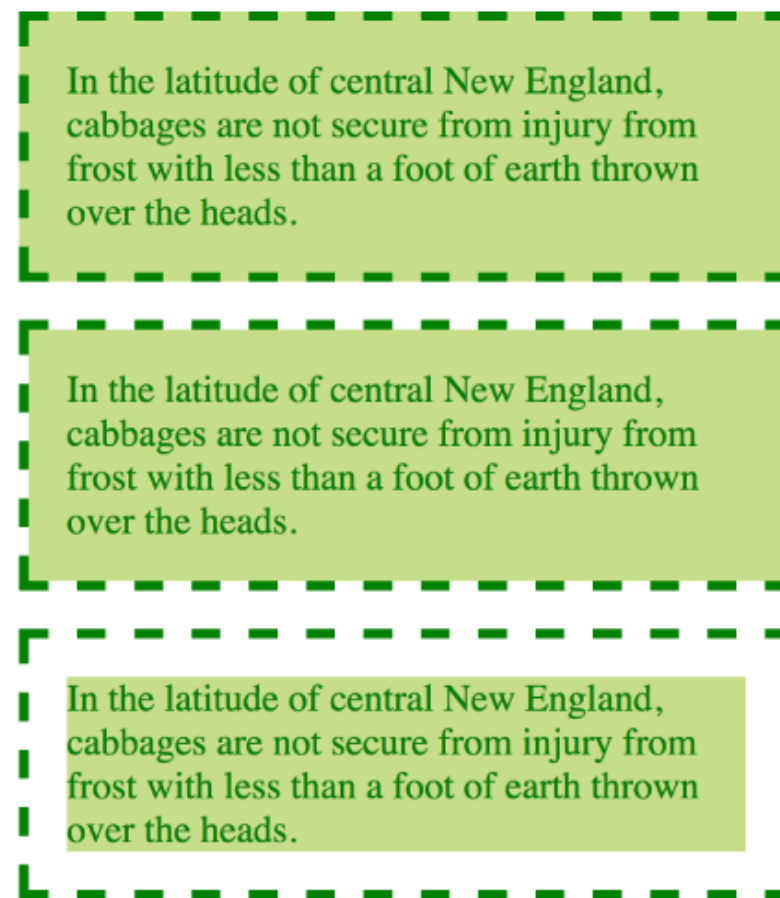 In the latitude of central New England,
cabbages are not secure from injury from
frost with less than a foot of earth thrown
over the heads.
In the latitude of central New England,
cabbages are not secure from injury from
frost with less than a foot of earth thrown
over the heads.
In the latitude of central New England,
cabbages are not secure from injury from
frost with less than a foot of earth thrown
over the heads.